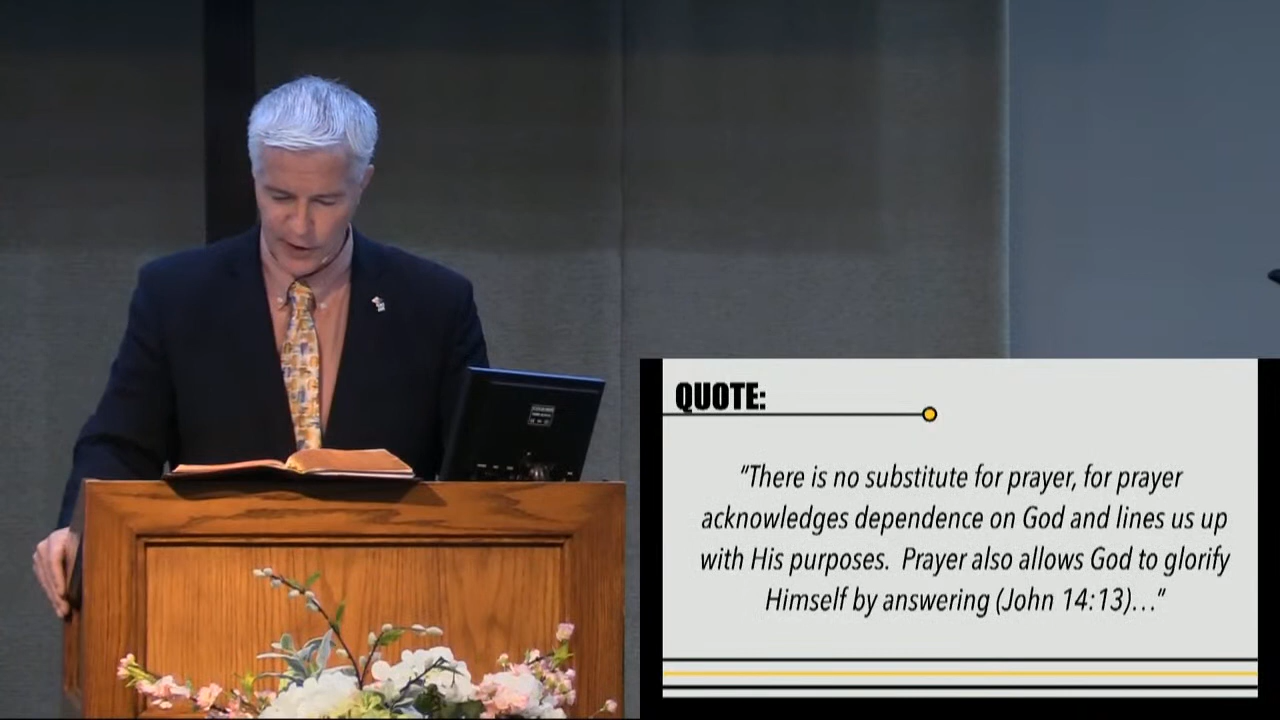 QUOTE:
"There is no substitute for prayer, for prayer
acknowledges dependence on God and lines us up
with His purposes.  Prayer also allows God to glorify
Himself by answering (John 14:13)…"